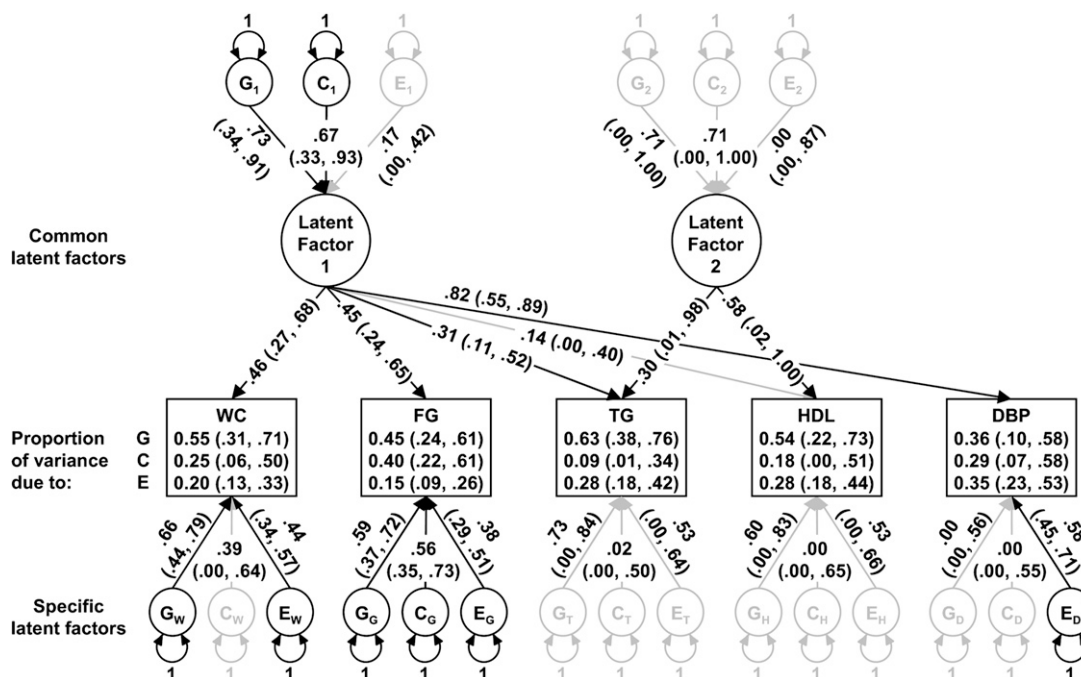 1 1 1 1 1 1
G1 C1 E1 G2 C2 E2
.73 (.34, .91)
.67 (.33, .93)
.17 (.00, .42)
.71 (.00, 1.00)
.71 (.00, 1.00)
.00 (.00, .87)
Common latent factors
Latent Factor 1
Latent Factor 2
.46 (.27, .68)
.45 (.24, .65)
.31 (.11, .52)
.14 (.00, .40)
.82 (.55, .89)
.30 (.01, .98)
.58 (.02, 1.00)
WC FG TG HDL DBP
Proportion of variance due to:
G 0.55 (.31, .71) 0.45 (.24, .61) 0.63 (.38, .76) 0.54 (.22, .73) 0.36 (.10, .58)
C 0.25 (.06, .50) 0.40 (.22, .61) 0.09 (.01, .34) 0.18 (.00, .51) 0.29 (.07, .58)
E 0.20 (.13, .33) 0.15 (.09, .26) 0.28 (.18, .42) 0.28 (.18, .44) 0.35 (.23, .53)
.66 (.44, .79)
.39 (.00, .64)
.44 (.34, .57)
.59 (.37, .72)
.56 (.35, .73)
.38 (.29, .51)
.73 (.00, .84)
.02 (.00, .50)
.53 (.00, .64)
.60 (.00, .83)
.00 (.00, .65)
.53 (.00, .66)
.00 (.00, .56)
.00 (.00, .55)
.58 (.45, .71)
Specific latent factors
GW CW EW GG CG EG GT CT ET GH CH EH GD CD ED
1 1 1 1 1 1 1 1 1 1 1 1 1 1 1